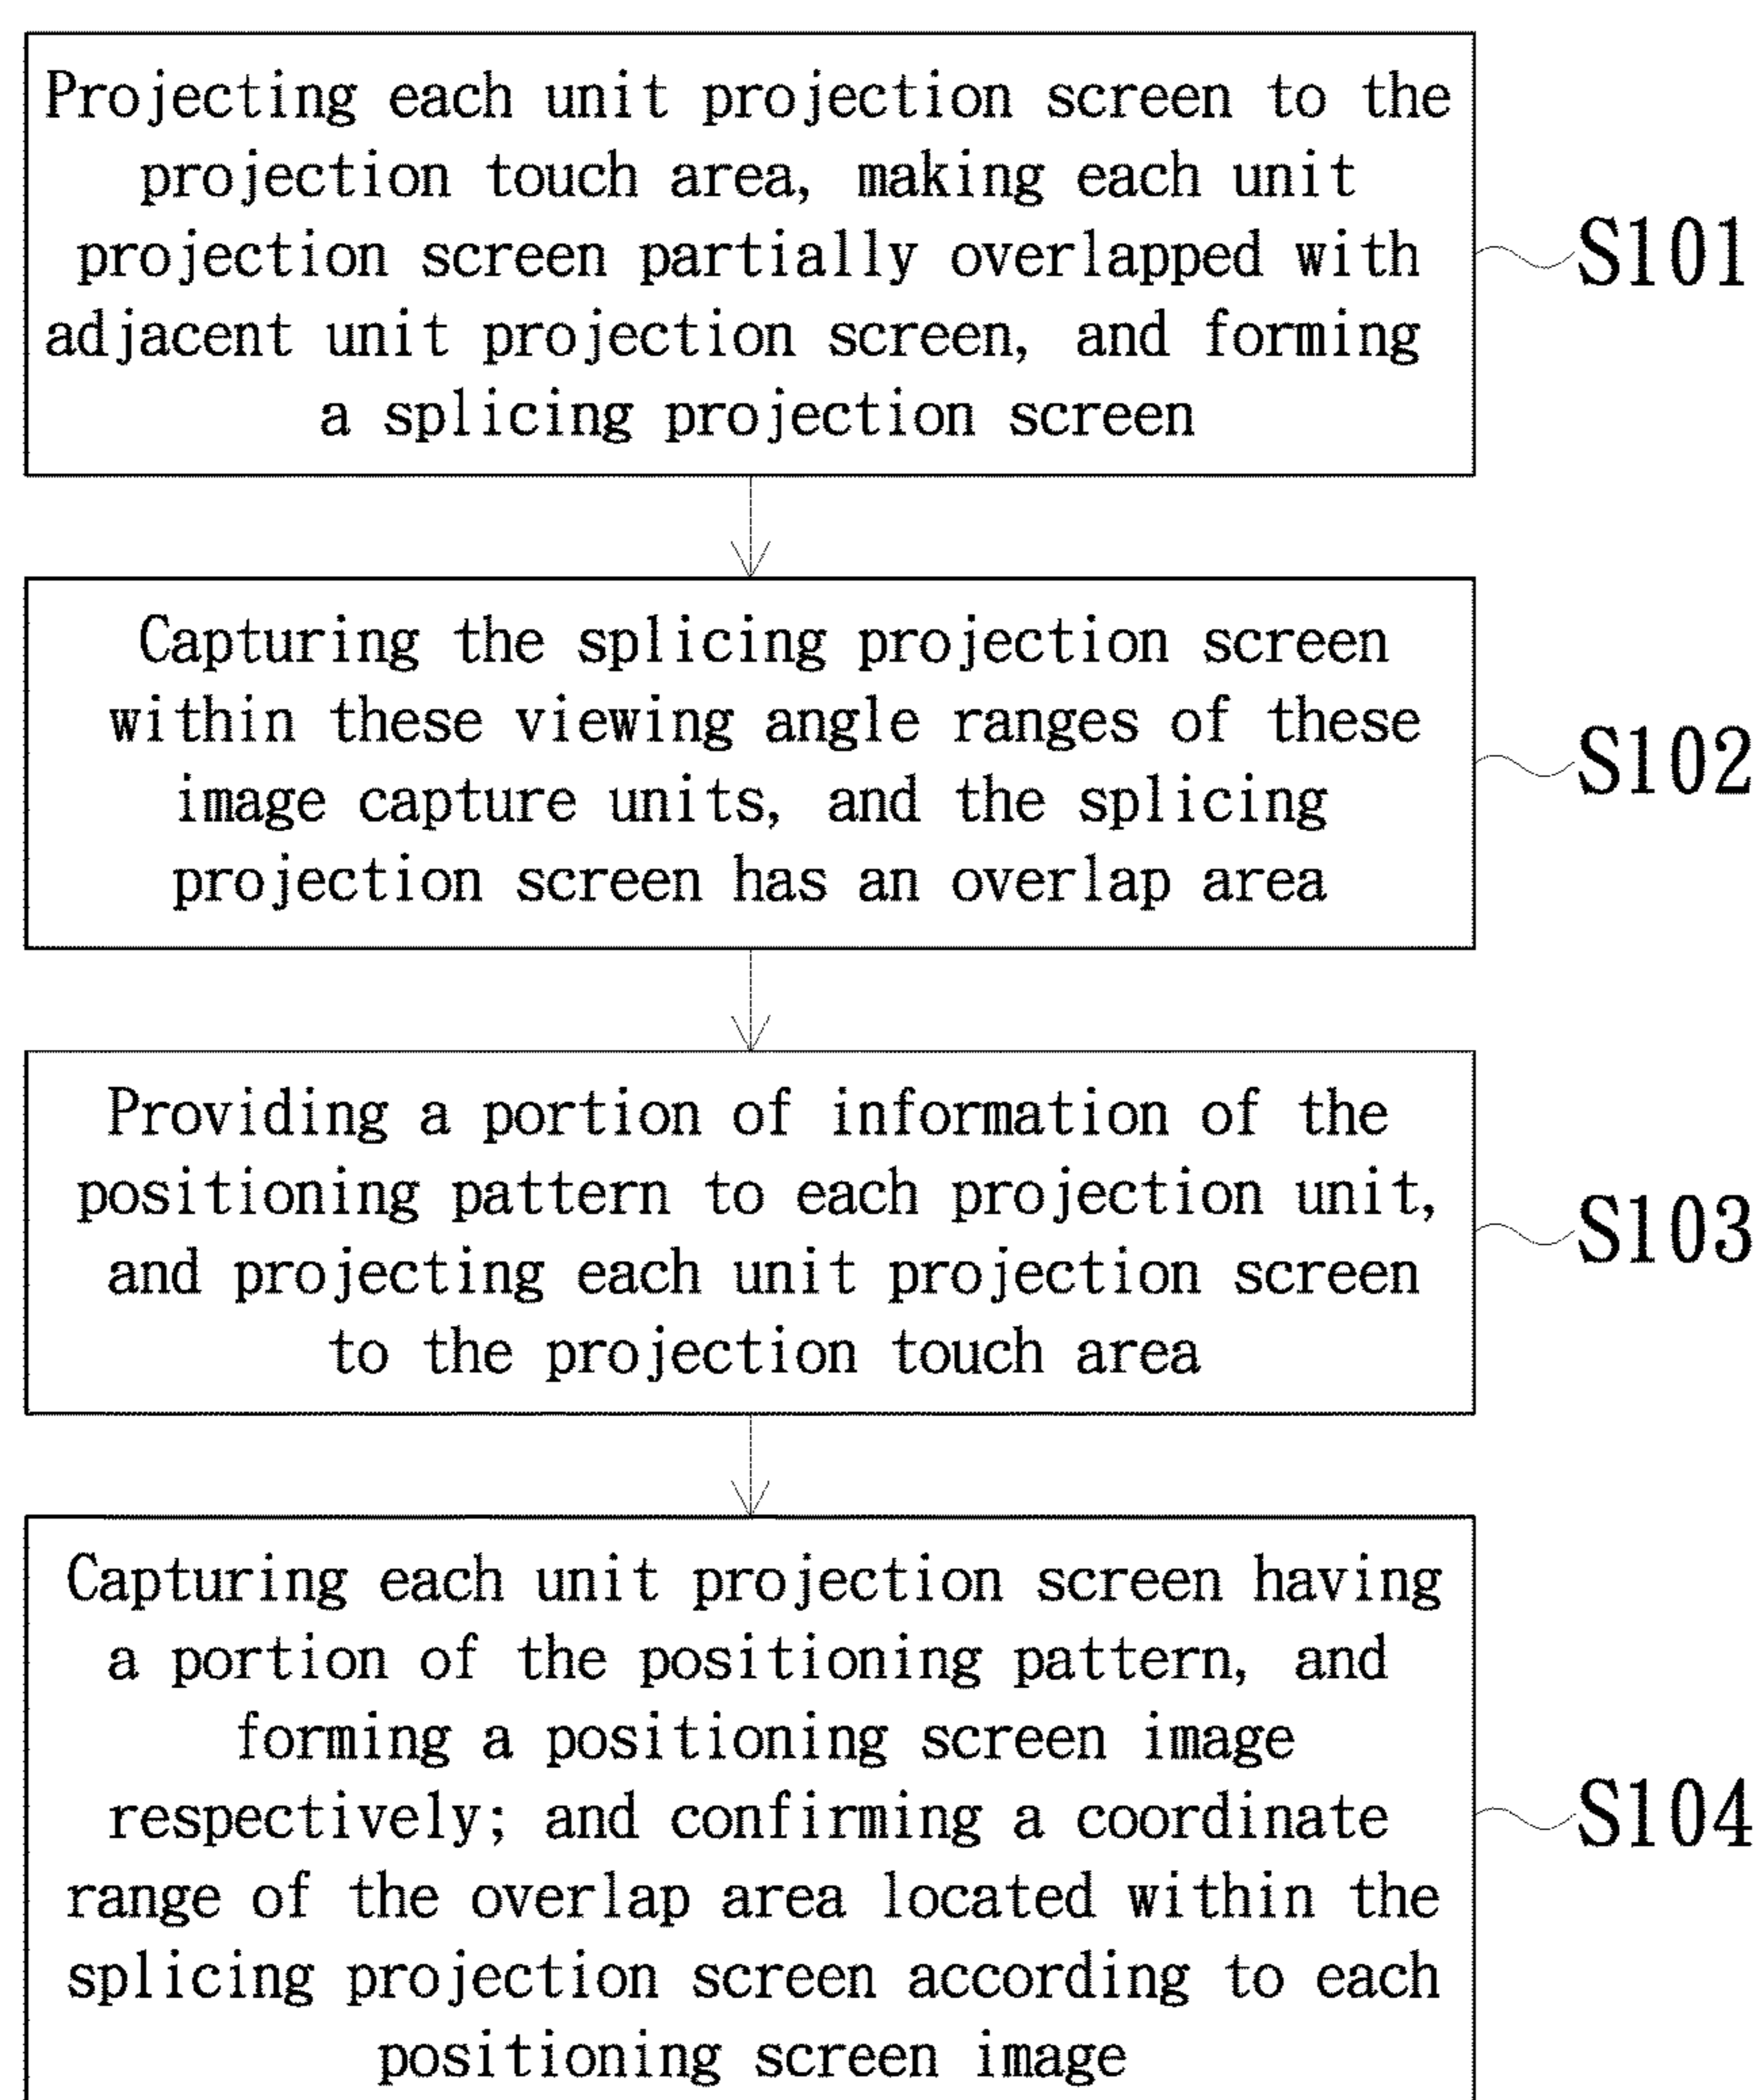 Projecting each unit projection screen to the
projection touch area, making each unit
projection screen partially overlapped with
adjacent unit projection screen, and forming
a splicing projection screen
S101
Capturing the splicing projection screen
within these viewing angle ranges of these
image capture units, and the splicing
projection screen has an overlap area
S102
Providing a portion of information of the
positioning pattern to each projection unit,
and projecting each unit projection screen
to the projection touch area
S103
Capturing each unit projection screen having
a portion of the positioning pattern, and
forming a positioning screen image
respectively; and confirming a coordinate
range of the overlap area located within the
splicing projection screen according to each
positioning screen image
S104